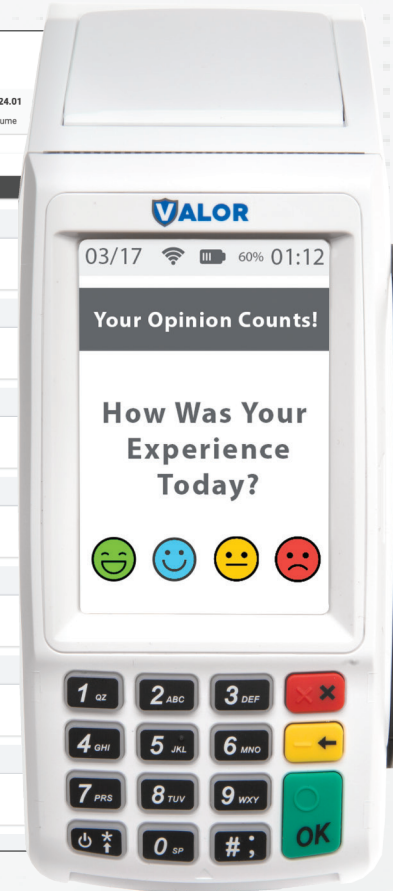 24.01
ume
VALOR
03/17 60% 01:12
Your Opinion Counts!
How Was Your
Experience
Today?
1 QZ 2 ABC 3 DEF
4 GHI 5 JKL 6 MNO
7 PRS 8 TUV 9 WXY
* 0 SP # ;
OK